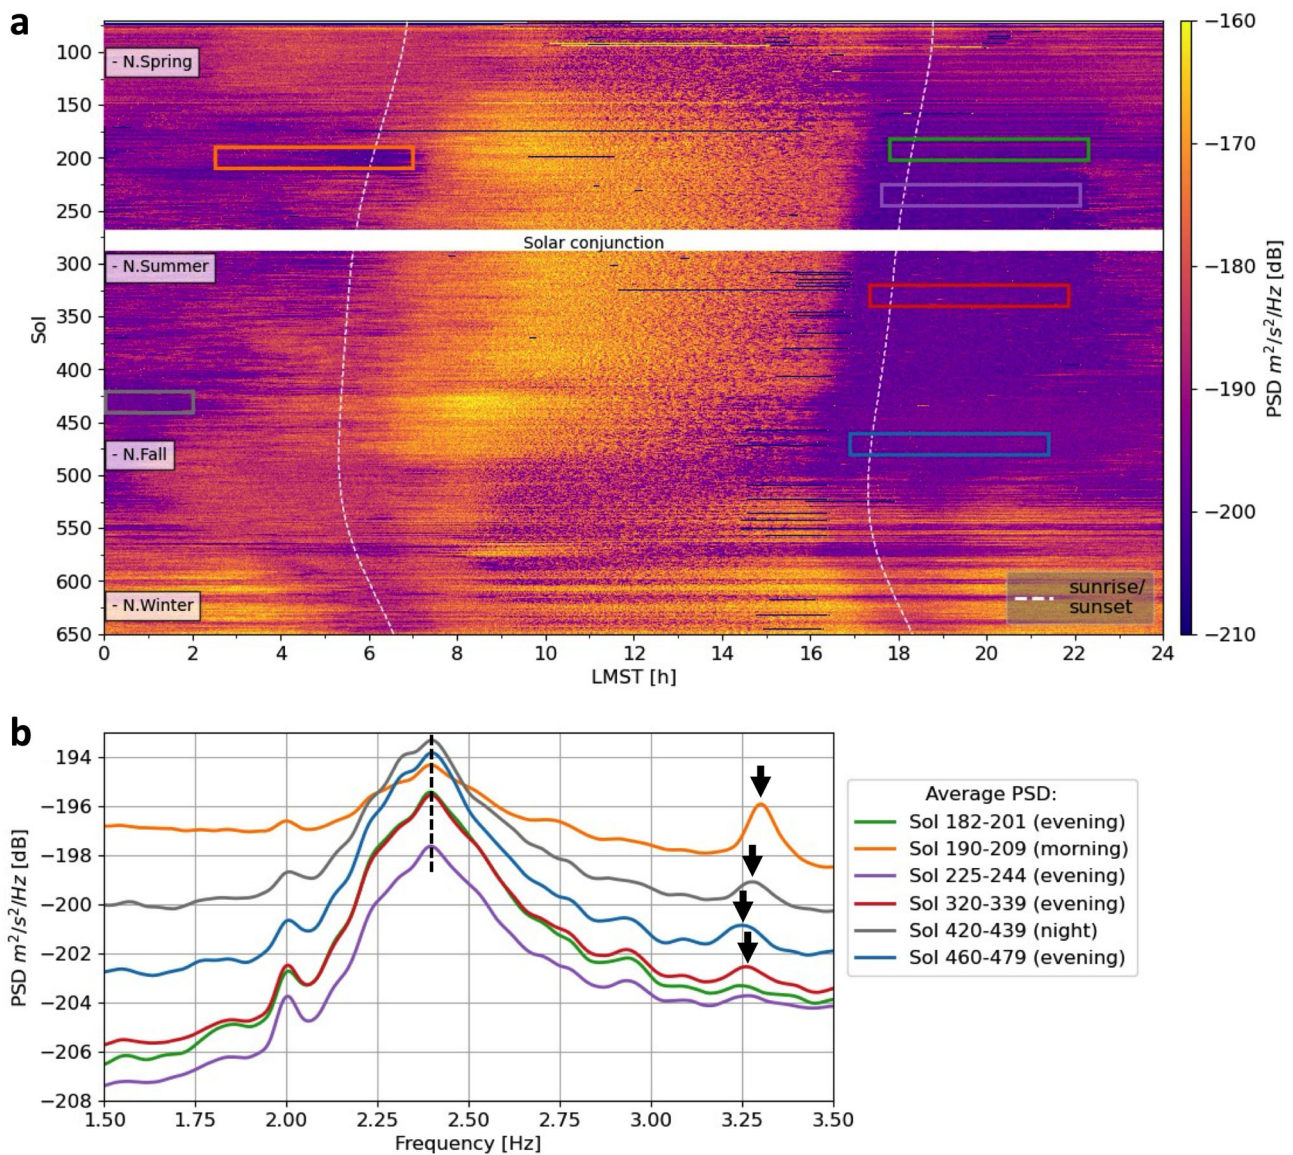 a
- N.Spring
Solar conjunction
- N.Summer
- N.Fall
- N.Winter
sunrise/
sunset
100
150
200
250
300
350
400
450
500
550
600
650
Sol
0 2 4 6 8 10 12 14 16 18 20 22 24
LMST [h]
−160
−170
−180
−190
−200
−210
PSD m²/s²/Hz [dB]
b
194
−196
−198
−200
−202
−204
−206
−208
PSD m²/s²/Hz [dB]
1.50 1.75 2.00 2.25 2.50 2.75 3.00 3.25 3.50
Frequency [Hz]
Average PSD:
Sol 182-201 (evening)
Sol 190-209 (morning)
Sol 225-244 (evening)
Sol 320-339 (evening)
Sol 420-439 (night)
Sol 460-479 (evening)